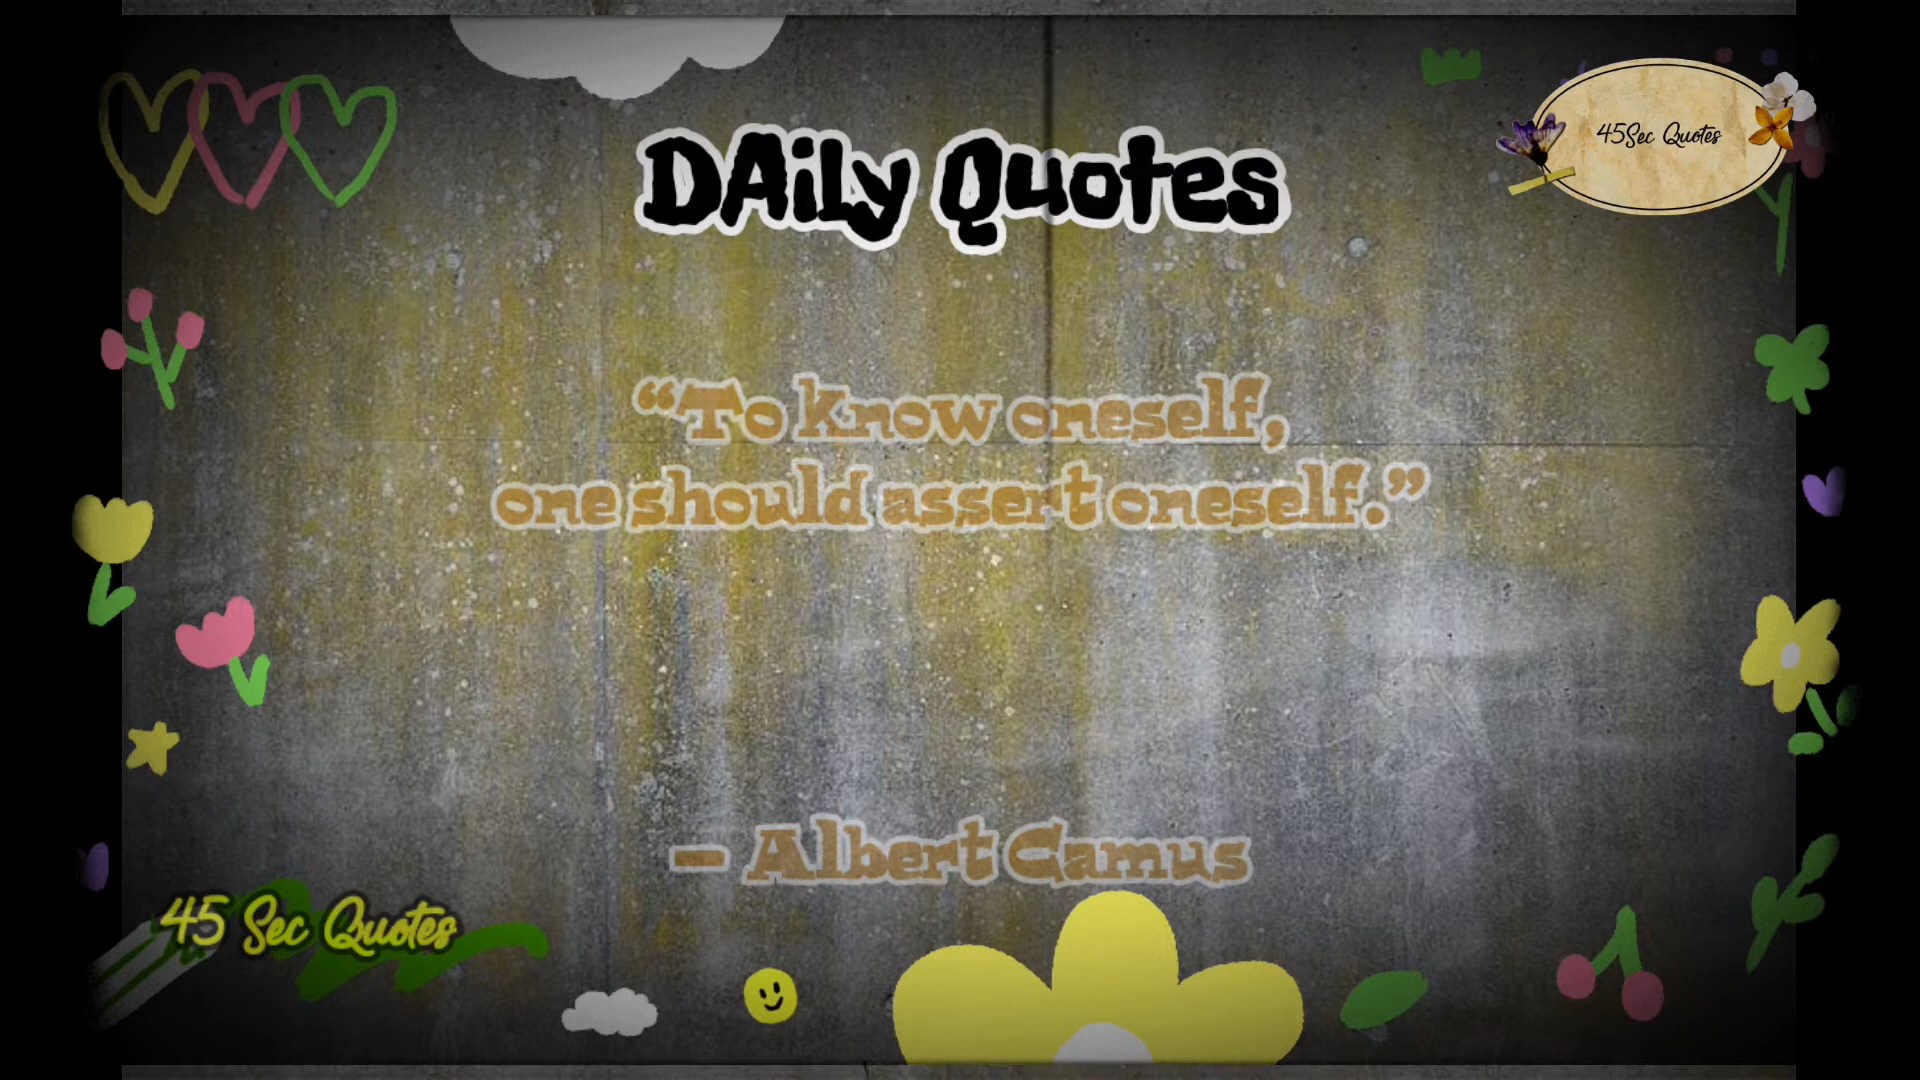 DAily Quotes
45Sec Quotes
“To know oneself,
one should assert oneself.”
– Albert Camus
45 Sec Quotes